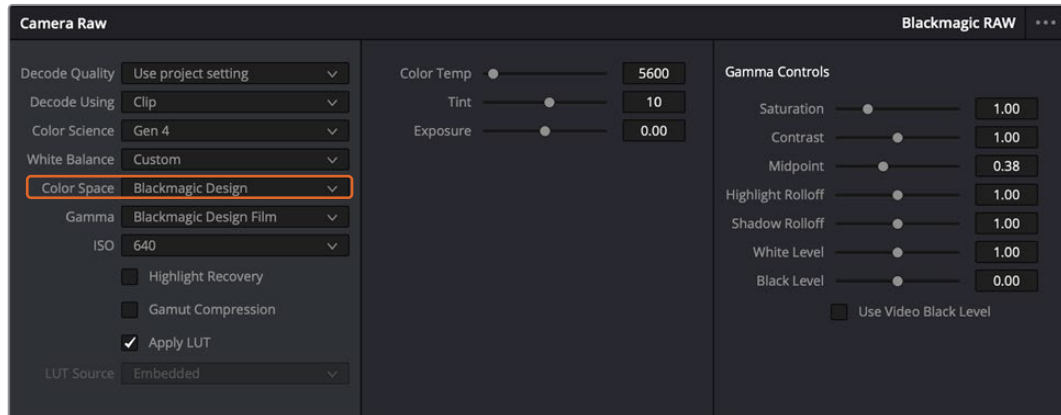 Camera Raw
Blackmagic RAW
Decode Quality Use project setting
Decode Using Clip
Color Science Gen 4
White Balance Custom
Color Space Blackmagic Design
Gamma Blackmagic Design Film
ISO 640
Highlight Recovery
Gamut Compression
Apply LUT
LUT Source Embedded
Color Temp 5600
Tint 10
Exposure 0.00
Gamma Controls
Saturation 1.00
Contrast 1.00
Midpoint 0.38
Highlight Rolloff 1.00
Shadow Rolloff 1.00
White Level 1.00
Black Level 0.00
Use Video Black Level